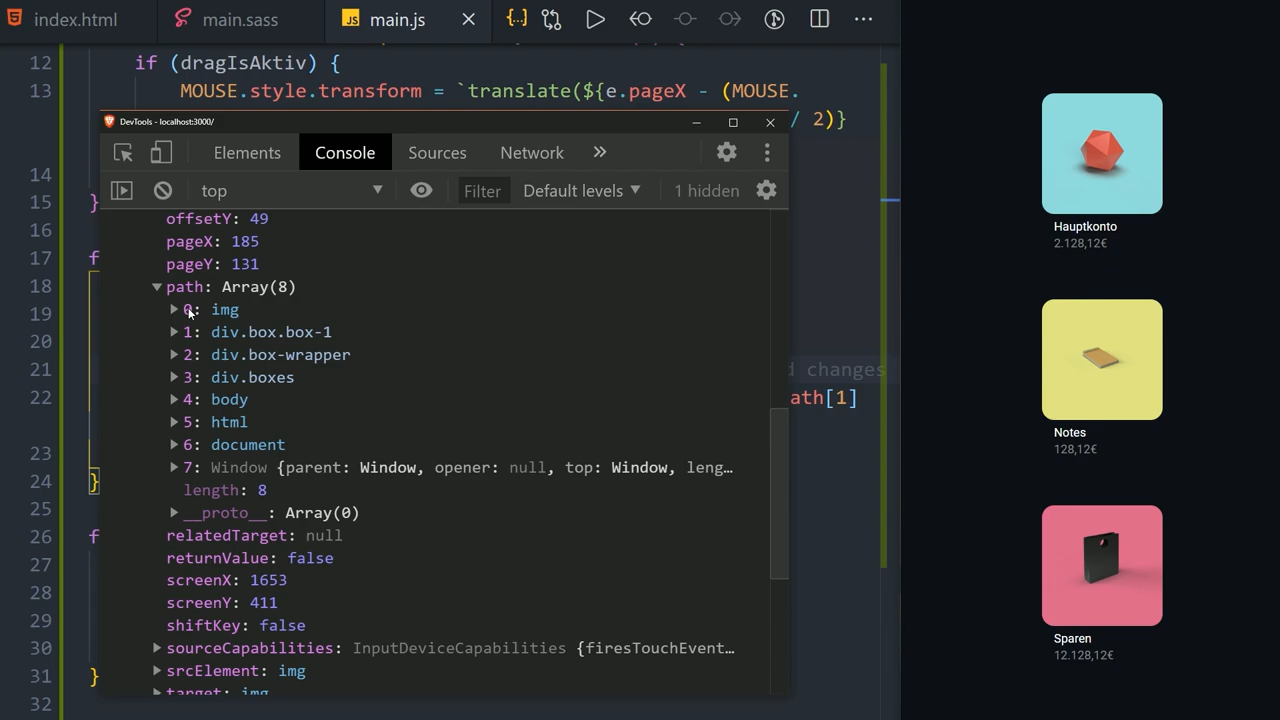 index.html
main.sass
JS main.js
12 if (dragIsAktiv) {
13 MOUSE.style.transform = `translate(${e.pageX - (MOUSE.
/ 2)}
DevTools - localhost:3000/
Elements Console Sources Network »
top Filter Default levels ▼ 1 hidden
offsetY: 49
pageX: 185
pageY: 131
path: Array(8)
0: img
1: div.box.box-1
2: div.box-wrapper
3: div.boxes
4: body
5: html
6: document
7: Window {parent: Window, opener: null, top: Window, leng…
length: 8
__proto__: Array(0)
relatedTarget: null
returnValue: false
screenX: 1653
screenY: 411
shiftKey: false
sourceCapabilities: InputDeviceCapabilities {firesTouchEvent…
srcElement: img
target: img
14
15 }
16
17 f
18
19
20
21 d changes
22 ath[1]
23
24 }
25
26 f
27
28
29
30
31 }
32
Hauptkonto
2.128,12€
Notes
128,12€
Sparen
12.128,12€